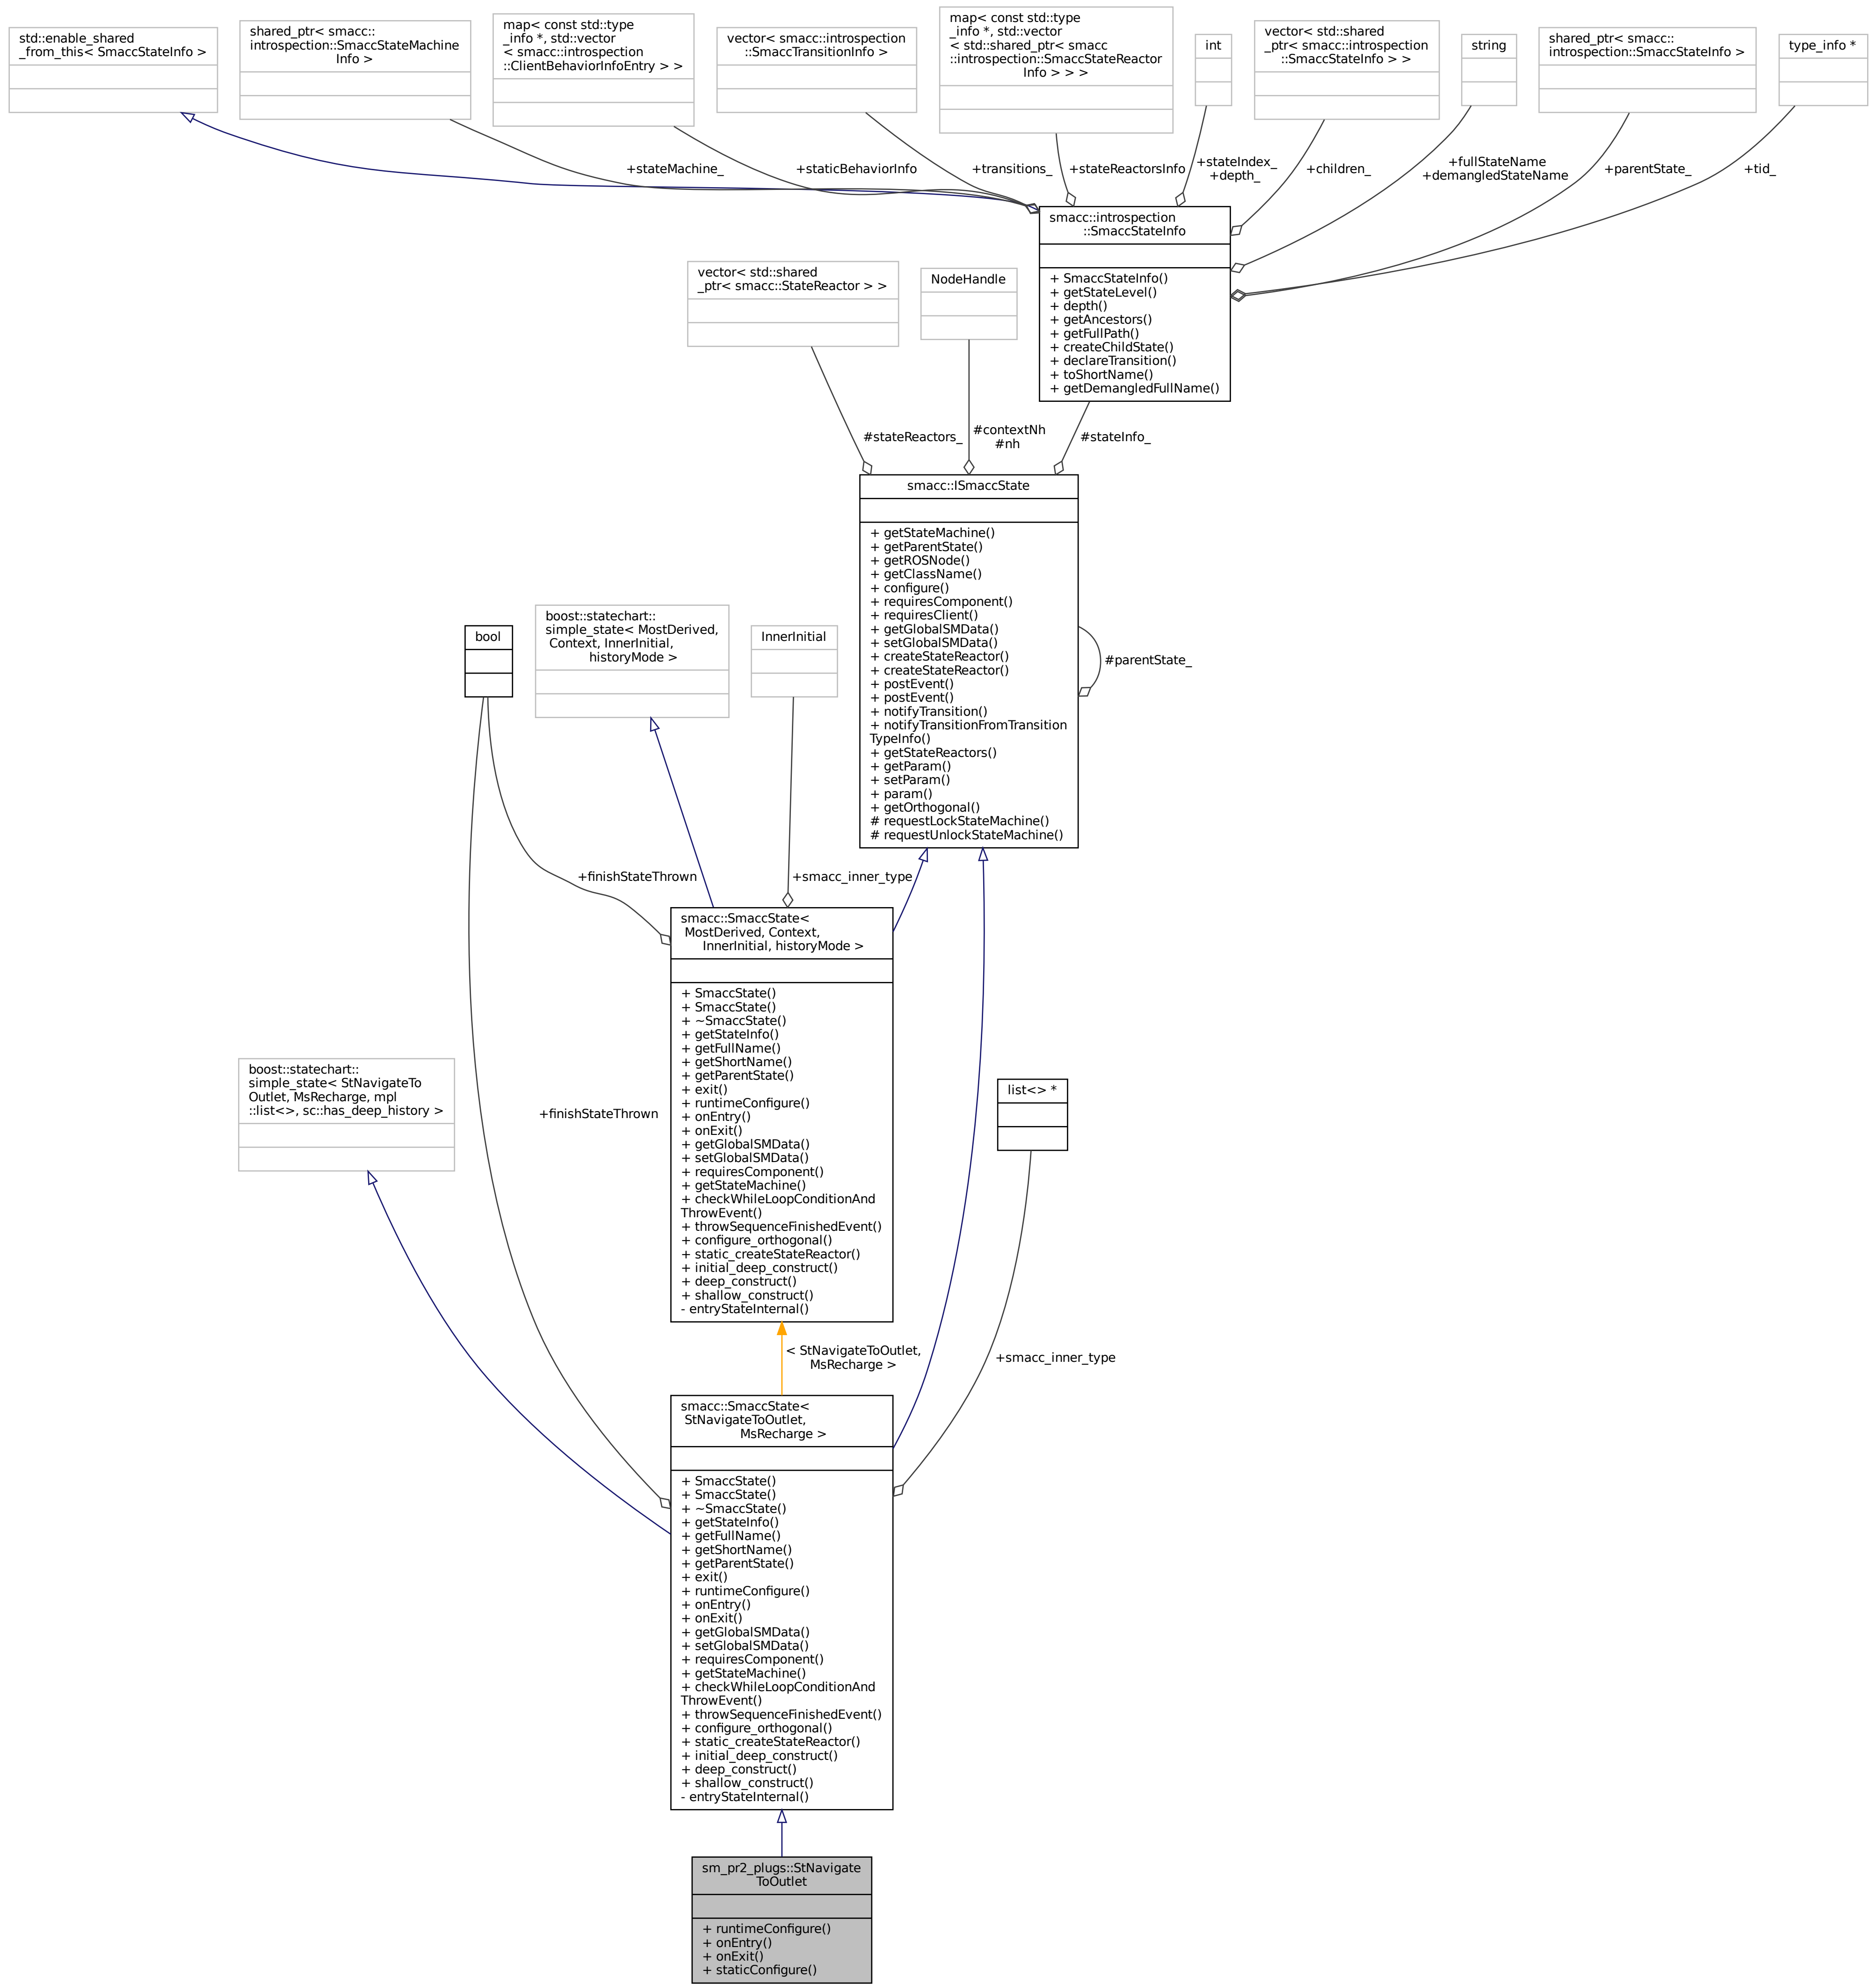 std::enable_shared
_from_this< SmaccStateInfo >
shared_ptr< smacc::
introspection::SmaccStateMachine
Info >
map< const std::type
_info *, std::vector
< smacc::introspection
::ClientBehaviorInfoEntry > >
vector< smacc::introspection
::SmaccTransitionInfo >
map< const std::type
_info *, std::vector
< std::shared_ptr< smacc
::introspection::SmaccStateReactor
Info > > >
int
vector< std::shared
_ptr< smacc::introspection
::SmaccStateInfo > >
string
shared_ptr< smacc::
introspection::SmaccStateInfo >
type_info *
+stateMachine_
+staticBehaviorInfo
+transitions_
+stateReactorsInfo
+stateIndex_
+depth_
+children_
+fullStateName
+demangledStateName
+parentState_
+tid_
smacc::introspection
::SmaccStateInfo
+ SmaccStateInfo()
+ getStateLevel()
+ depth()
+ getAncestors()
+ getFullPath()
+ createChildState()
+ declareTransition()
+ toShortName()
+ getDemangledFullName()
vector< std::shared
_ptr< smacc::StateReactor > >
NodeHandle
#stateReactors_
#contextNh
#nh
#stateInfo_
smacc::ISmaccState
+ getStateMachine()
+ getParentState()
+ getROSNode()
+ getClassName()
+ configure()
+ requiresComponent()
+ requiresClient()
+ getGlobalSMData()
+ setGlobalSMData()
+ createStateReactor()
+ createStateReactor()
+ postEvent()
+ postEvent()
+ notifyTransition()
+ notifyTransitionFromTransition
TypeInfo()
+ getStateReactors()
+ getParam()
+ setParam()
+ param()
+ getOrthogonal()
# requestLockStateMachine()
# requestUnlockStateMachine()
#parentState_
bool
boost::statechart::
simple_state< MostDerived,
Context, InnerInitial,
historyMode >
InnerInitial
+finishStateThrown
+smacc_inner_type
smacc::SmaccState<
MostDerived, Context,
InnerInitial, historyMode >
+ SmaccState()
+ SmaccState()
+ ~SmaccState()
+ getStateInfo()
+ getFullName()
+ getShortName()
+ getParentState()
+ exit()
+ runtimeConfigure()
+ onEntry()
+ onExit()
+ getGlobalSMData()
+ setGlobalSMData()
+ requiresComponent()
+ getStateMachine()
+ checkWhileLoopConditionAnd
ThrowEvent()
+ throwSequenceFinishedEvent()
+ configure_orthogonal()
+ static_createStateReactor()
+ initial_deep_construct()
+ deep_construct()
+ shallow_construct()
- entryStateInternal()
boost::statechart::
simple_state< StNavigateTo
Outlet, MsRecharge, mpl
::list<>, sc::has_deep_history >
+finishStateThrown
list<> *
< StNavigateToOutlet,
MsRecharge >
+smacc_inner_type
smacc::SmaccState<
StNavigateToOutlet,
MsRecharge >
+ SmaccState()
+ SmaccState()
+ ~SmaccState()
+ getStateInfo()
+ getFullName()
+ getShortName()
+ getParentState()
+ exit()
+ runtimeConfigure()
+ onEntry()
+ onExit()
+ getGlobalSMData()
+ setGlobalSMData()
+ requiresComponent()
+ getStateMachine()
+ checkWhileLoopConditionAnd
ThrowEvent()
+ throwSequenceFinishedEvent()
+ configure_orthogonal()
+ static_createStateReactor()
+ initial_deep_construct()
+ deep_construct()
+ shallow_construct()
- entryStateInternal()
sm_pr2_plugs::StNavigate
ToOutlet
+ runtimeConfigure()
+ onEntry()
+ onExit()
+ staticConfigure()